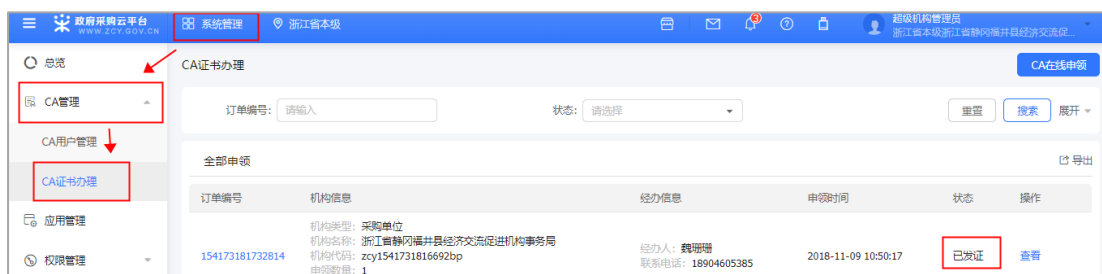 政府采购云平台
WWW.ZCY.GOV.CN
系统管理
浙江省本级
3
超级机构管理员
浙江省本级浙江省静冈福井县经济交流促...
总览
CA证书办理
CA在线申领
CA管理
订单编号: 请输入
状态: 请选择
重置
搜索
展开
CA用户管理
全部申领
导出
CA证书办理
订单编号
机构信息
经办信息
申领时间
状态
操作
应用管理
机构类型: 采购单位
机构名称: 浙江省静冈福井县经济交流促进机构事务局
机构代码: zcy1541731816692bp
申领数量: 1
154173181732814
经办人: 魏珊珊
联系电话: 18904605385
2018-11-09 10:50:17
已发证
查看
权限管理